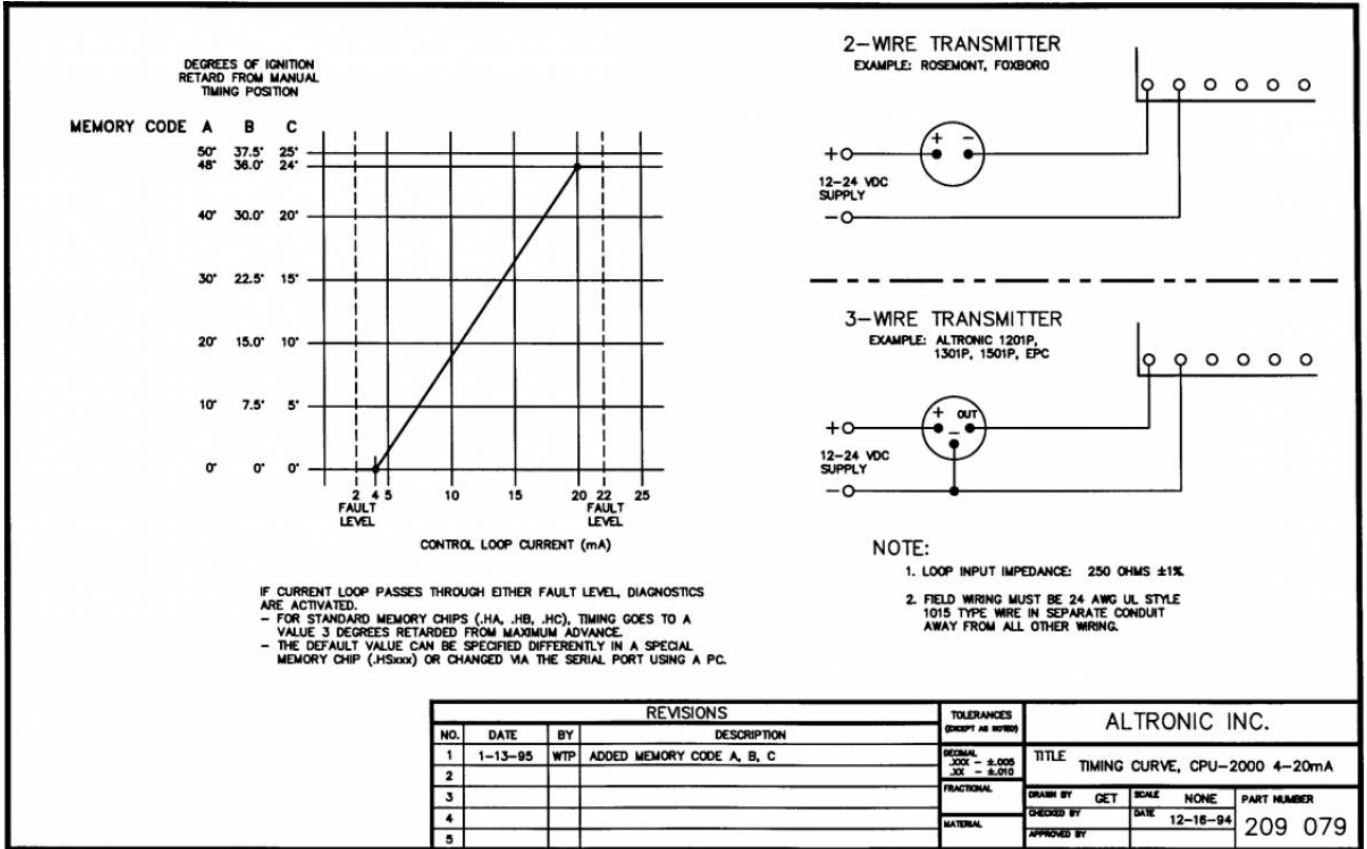 DEGREES OF IGNITION
RETARD FROM MANUAL
TIMING POSITION
MEMORY CODE A B C
50° 37.5° 25°
48° 36.0° 24°
40° 30.0° 20°
30° 22.5° 15°
20° 15.0° 10°
10° 7.5° 5°
0° 0° 0°
2 4 5 10 15 20 22 25
FAULT LEVEL
FAULT LEVEL
CONTROL LOOP CURRENT (mA)
IF CURRENT LOOP PASSES THROUGH EITHER FAULT LEVEL, DIAGNOSTICS
ARE ACTIVATED.
– FOR STANDARD MEMORY CHIPS (.HA, .HB, .HC), TIMING GOES TO A
VALUE 3 DEGREES RETARDED FROM MAXIMUM ADVANCE.
– THE DEFAULT VALUE CAN BE SPECIFIED DIFFERENTLY IN A SPECIAL
MEMORY CHIP (.HSxxx) OR CHANGED VIA THE SERIAL PORT USING A PC.
2–WIRE TRANSMITTER
EXAMPLE: ROSEMONT, FOXBORO
+ –
+
12–24 VDC
SUPPLY
–
3–WIRE TRANSMITTER
EXAMPLE: ALTRONIC 1201P,
1301P, 1501P, EPC
+ OUT
–
+
12–24 VDC
SUPPLY
–
NOTE:
1. LOOP INPUT IMPEDANCE: 250 OHMS ±1%
2. FIELD WIRING MUST BE 24 AWG UL STYLE
1015 TYPE WIRE IN SEPARATE CONDUIT
AWAY FROM ALL OTHER WIRING.
REVISIONS
NO. DATE BY DESCRIPTION
1 1–13–95 WTP ADDED MEMORY CODE A, B, C
2
3
4
5
TOLERANCES
(EXCEPT AS NOTED)
DECIMAL
.XXX – ±.005
.XX – ±.010
FRACTIONAL
MATERIAL
ALTRONIC INC.
TITLE TIMING CURVE, CPU–2000 4–20mA
DRAWN BY GET SCALE NONE PART NUMBER
CHECKED BY DATE 12–16–94 209 079
APPROVED BY